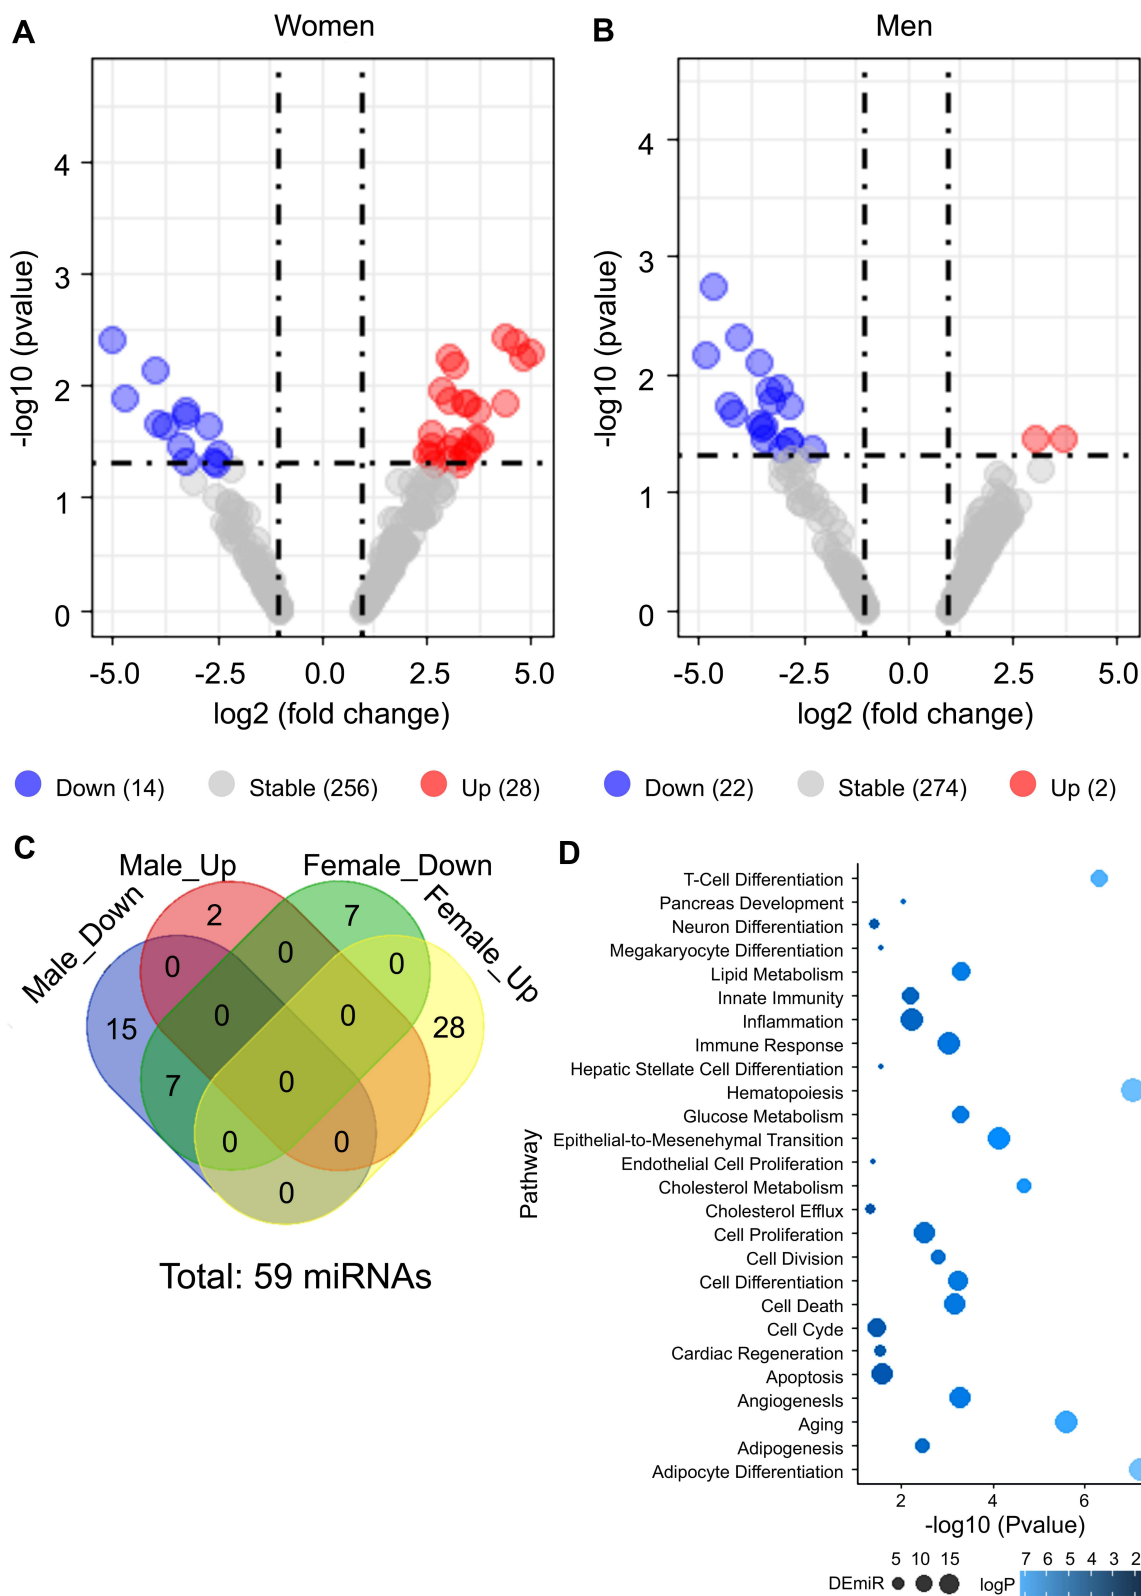 A
Women
B
Men
4
3
2
1
0
-log10 (pvalue)
-5.0
-2.5
0.0
2.5
5.0
log2 (fold change)
4
3
2
1
0
-log10 (pvalue)
-5.0
-2.5
0.0
2.5
5.0
log2 (fold change)
Down (14)
Stable (256)
Up (28)
Down (22)
Stable (274)
Up (2)
C
Male_Down
Male_Up
Female_Down
Female_Up
2
7
0
0
0
15
0
0
28
7
0
0
0
0
Total: 59 miRNAs
D
Pathway
T-Cell Differentiation
Pancreas Development
Neuron Differentiation
Megakaryocyte Differentiation
Lipid Metabolism
Innate Immunity
Inflammation
Immune Response
Hepatic Stellate Cell Differentiation
Hematopoiesis
Glucose Metabolism
Epithelial-to-Mesenehymal Transition
Endothelial Cell Proliferation
Cholesterol Metabolism
Cholesterol Efflux
Cell Proliferation
Cell Division
Cell Differentiation
Cell Death
Cell Cyde
Cardiac Regeneration
Apoptosis
Angiogenesls
Aging
Adipogenesis
Adipocyte Differentiation
2
4
6
-log10 (Pvalue)
5 10 15
DEmiR
7 6 5 4 3 2
logP